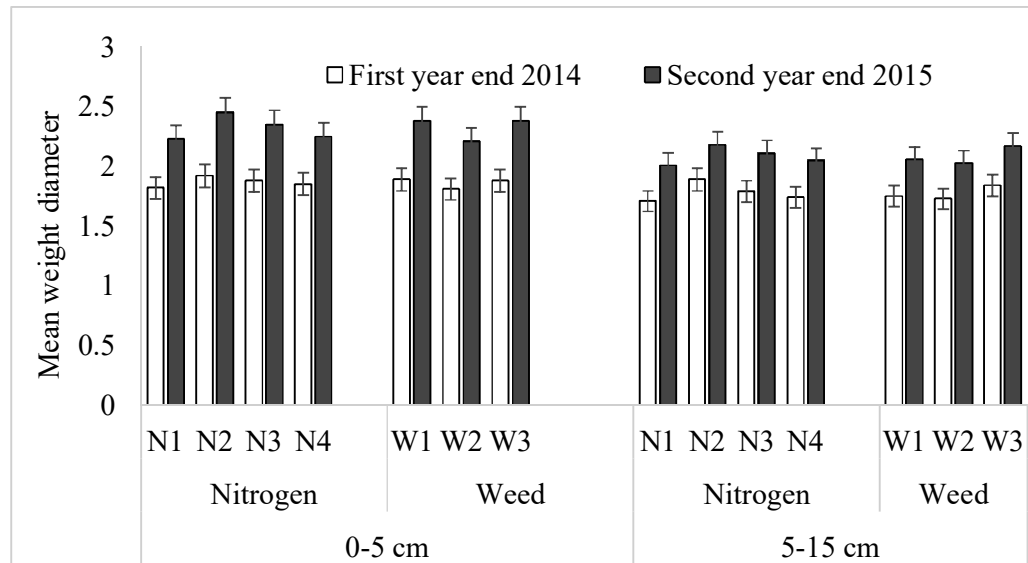 3
First year end 2014 Second year end 2015
2.5
2
1.5
1
0.5
0
Mean weight diameter
N1 N2 N3 N4 W1 W2 W3 N1 N2 N3 N4 W1 W2 W3
Nitrogen Weed Nitrogen Weed
0-5 cm 5-15 cm